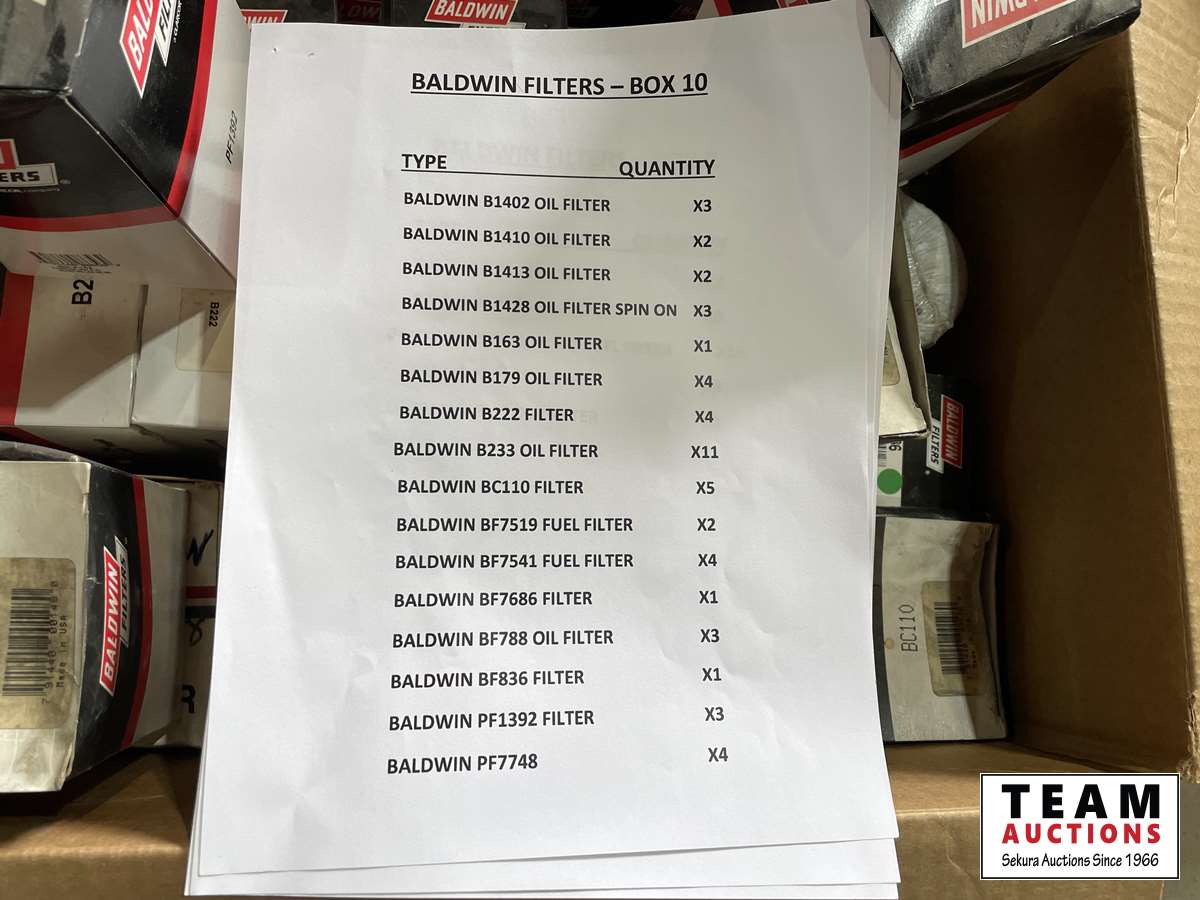 BALDWIN
BALDWIN
BALDWIN FILTERS – BOX 10
TYPE QUANTITY
BALDWIN B1402 OIL FILTER X3
BALDWIN B1410 OIL FILTER X2
BALDWIN B1413 OIL FILTER X2
BALDWIN B1428 OIL FILTER SPIN ON X3
BALDWIN B163 OIL FILTER X1
BALDWIN B179 OIL FILTER X4
BALDWIN B222 FILTER X4
BALDWIN B233 OIL FILTER X11
BALDWIN BC110 FILTER X5
BALDWIN BF7519 FUEL FILTER X2
BALDWIN BF7541 FUEL FILTER X4
BALDWIN BF7686 FILTER X1
BALDWIN BF788 OIL FILTER X3
BALDWIN BF836 FILTER X1
BALDWIN PF1392 FILTER X3
BALDWIN PF7748 X4
PF1392
B222
BALDWIN
Made in USA
BALDWIN
FILTERS
BC110
TEAM
AUCTIONS
Sekura Auctions Since 1966